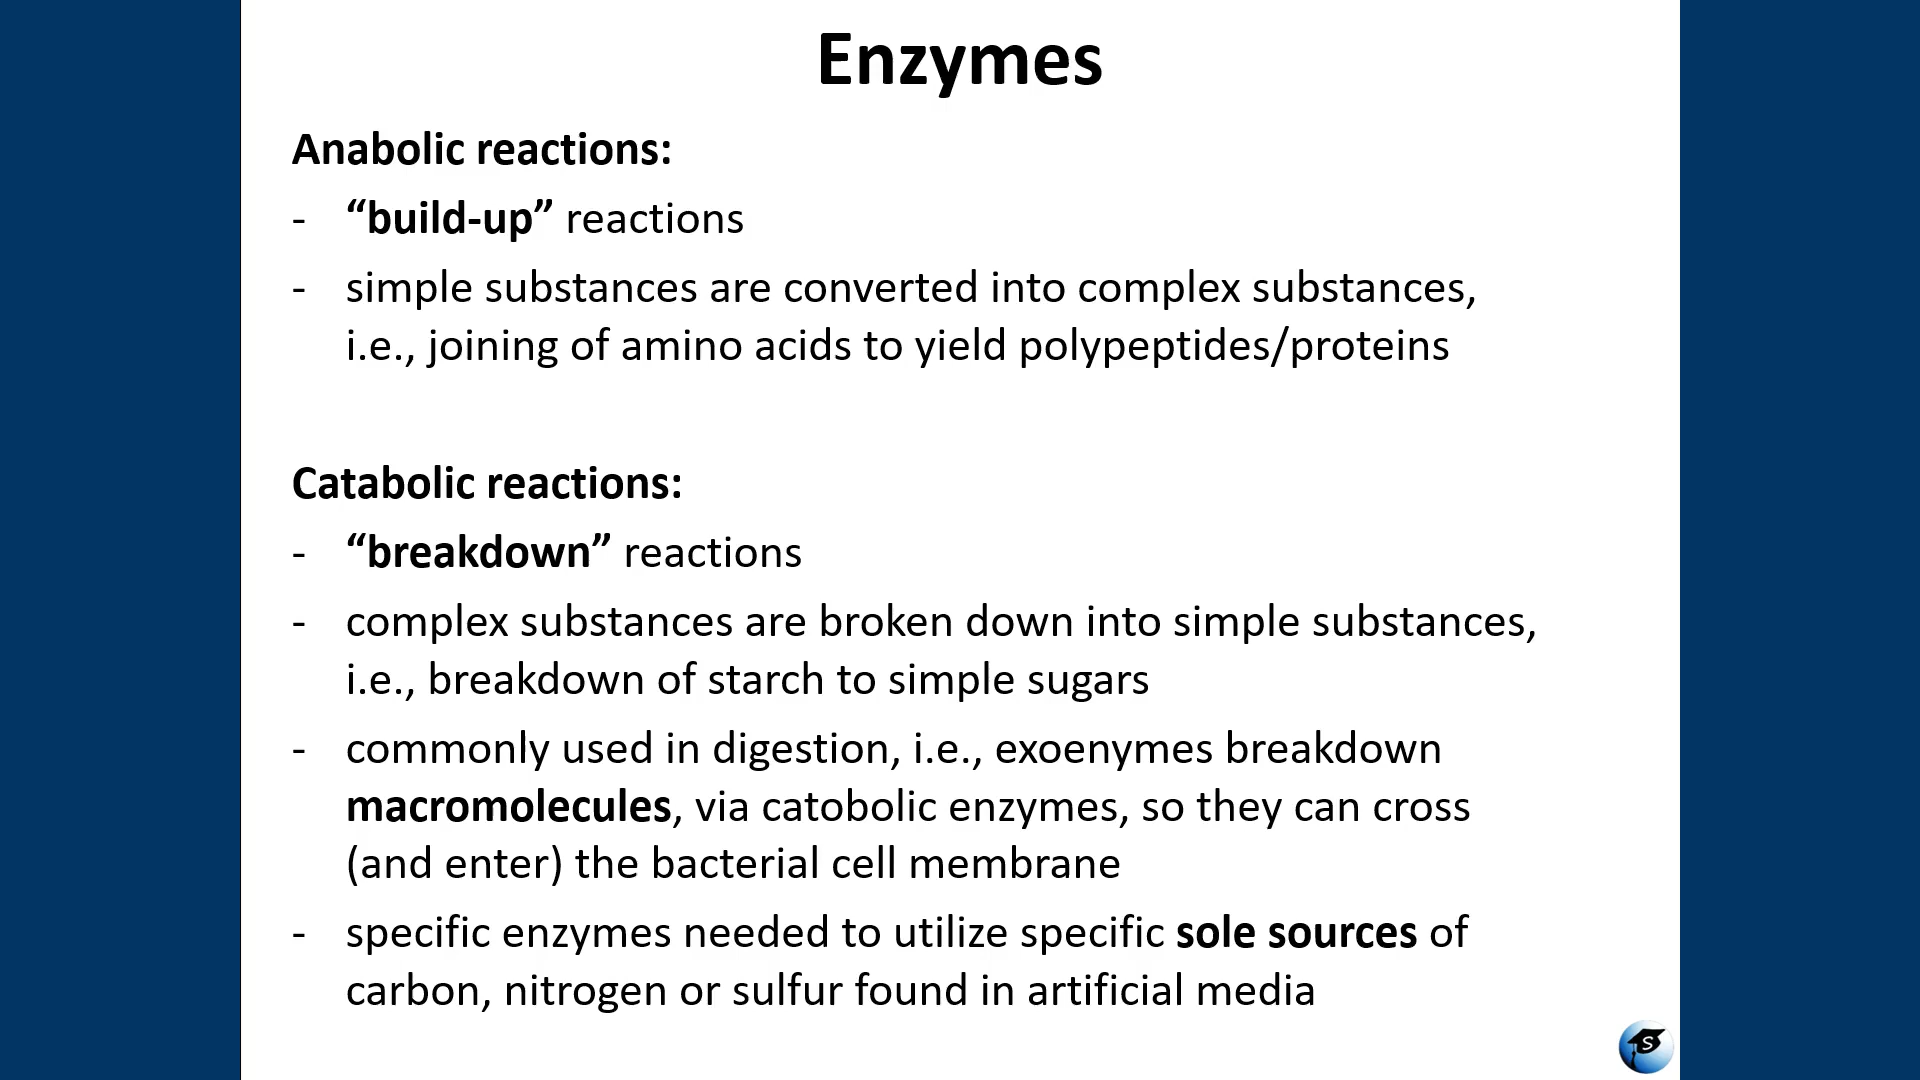 Enzymes
Anabolic reactions:
- “build-up” reactions
- simple substances are converted into complex substances,
i.e., joining of amino acids to yield polypeptides/proteins
Catabolic reactions:
- “breakdown” reactions
- complex substances are broken down into simple substances,
i.e., breakdown of starch to simple sugars
- commonly used in digestion, i.e., exoenymes breakdown
macromolecules, via catobolic enzymes, so they can cross
(and enter) the bacterial cell membrane
- specific enzymes needed to utilize specific sole sources of
carbon, nitrogen or sulfur found in artificial media
S